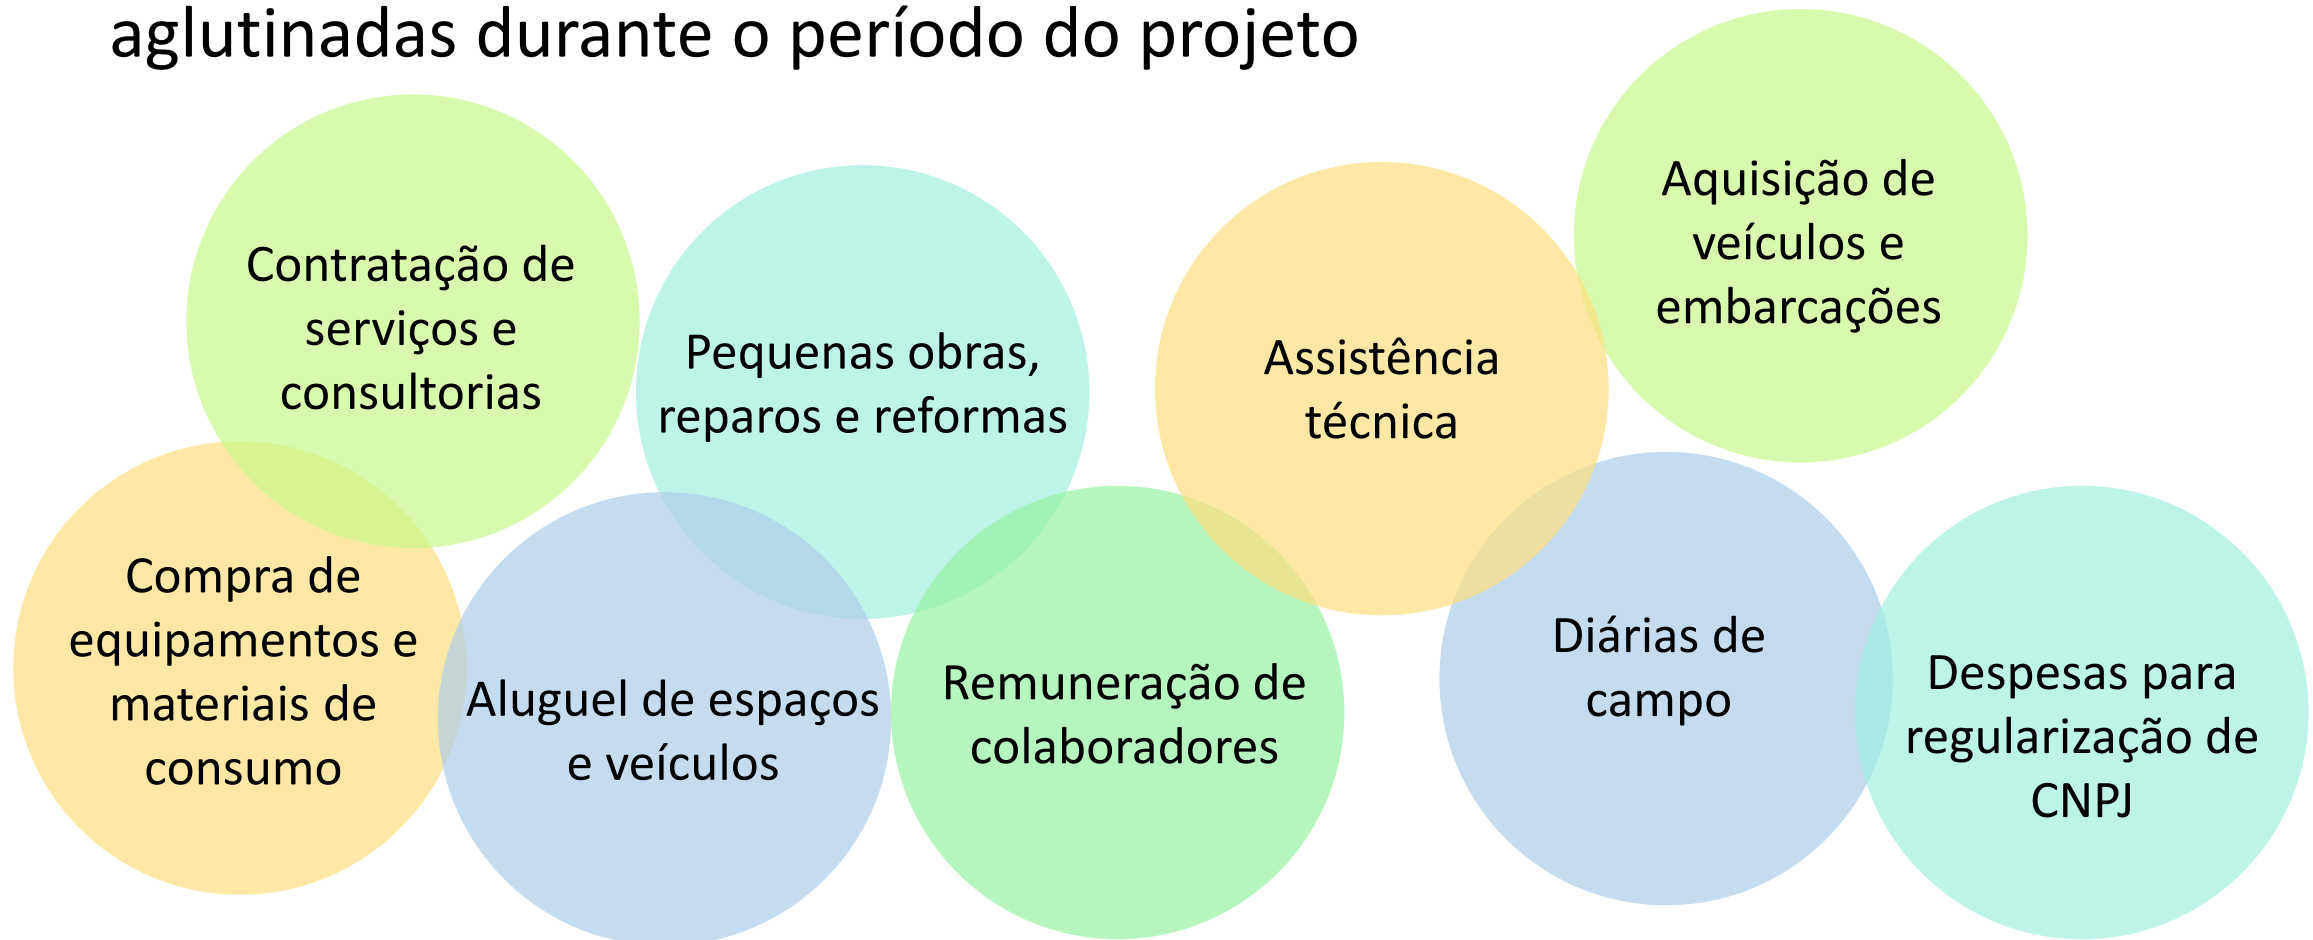 aglutinadas durante o período do projeto
Contratação de
serviços e
consultorias
Pequenas obras,
reparos e reformas
Assistência
técnica
Aquisição de
veículos e
embarcações
Compra de
equipamentos e
materiais de
consumo
Aluguel de espaços
e veículos
Remuneração de
colaboradores
Diárias de
campo
Despesas para
regularização de
CNPJ